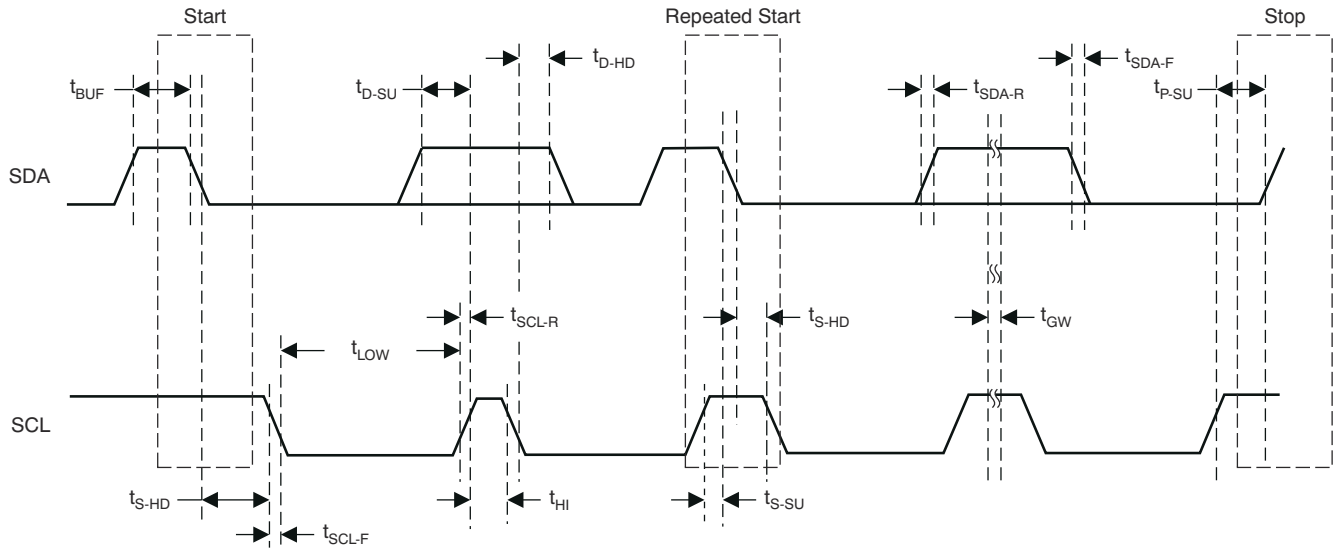 Start
Repeated Start
Stop
tBUF
tD-SU
tD-HD
tSDA-R
tSDA-F
tP-SU
SDA
tSCL-R
tS-HD
tGW
tLOW
SCL
tS-HD
tSCL-F
tHI
tS-SU